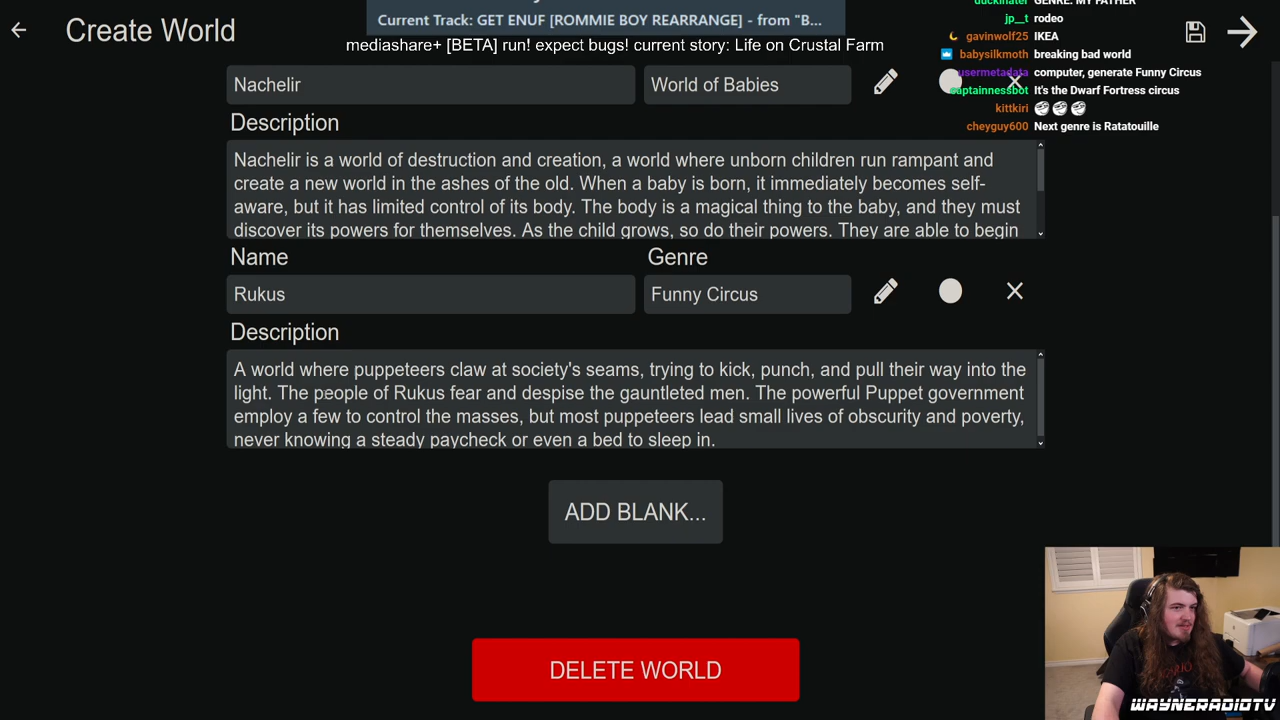 Create World
Current Track: GET ENUF [ROMMIE BOY REARRANGE] - from "B...
mediashare+ [BETA] run! expect bugs! current story: Life on Crustal Farm
duckinater GENRE: MY FATHER
jp__t rodeo
gavinwolf25 IKEA
babysilkmoth breaking bad world
usermetadata computer, generate Funny Circus
captainnessbot It's the Dwarf Fortress circus
kittkiri
cheyguy600 Next genre is Ratatouille
Nachelir
World of Babies
Description
Nachelir is a world of destruction and creation, a world where unborn children run rampant and
create a new world in the ashes of the old. When a baby is born, it immediately becomes self-
aware, but it has limited control of its body. The body is a magical thing to the baby, and they must
discover its powers for themselves. As the child grows, so do their powers. They are able to begin
Name
Genre
Rukus
Funny Circus
Description
A world where puppeteers claw at society's seams, trying to kick, punch, and pull their way into the
light. The people of Rukus fear and despise the gauntleted men. The powerful Puppet government
employ a few to control the masses, but most puppeteers lead small lives of obscurity and poverty,
never knowing a steady paycheck or even a bed to sleep in.
ADD BLANK...
DELETE WORLD
WAYNERADIOTV